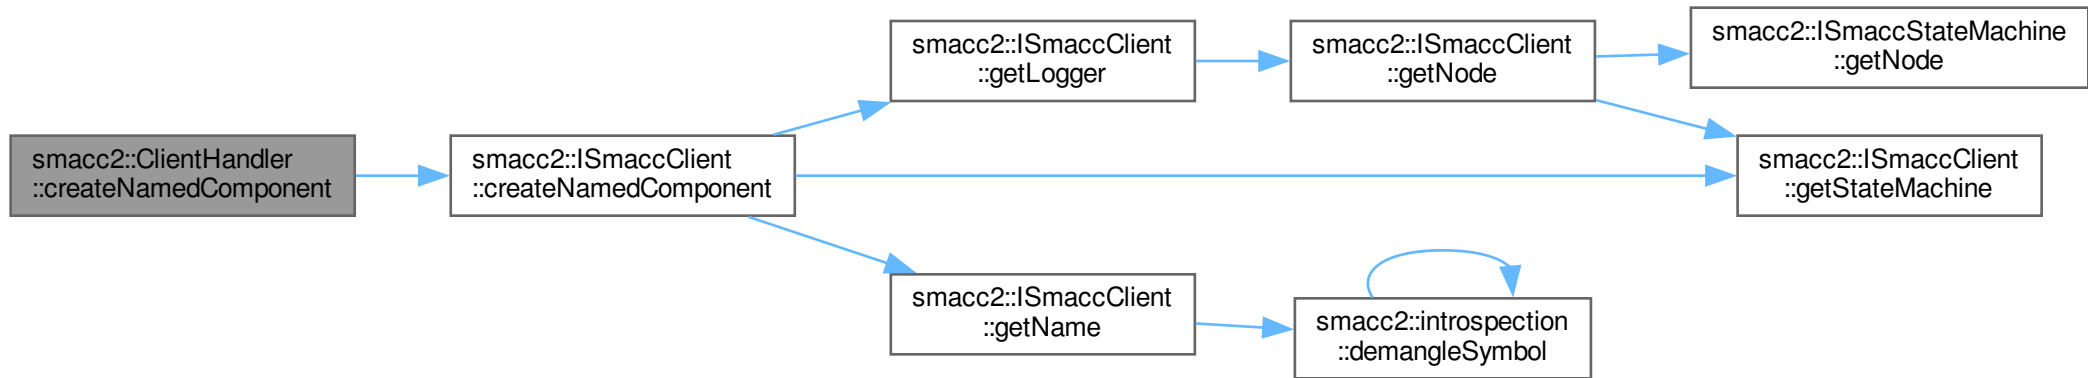 smacc2::ClientHandler
::createNamedComponent
smacc2::ISmaccClient
::createNamedComponent
smacc2::ISmaccClient
::getLogger
smacc2::ISmaccClient
::getNode
smacc2::ISmaccStateMachine
::getNode
smacc2::ISmaccClient
::getStateMachine
smacc2::ISmaccClient
::getName
smacc2::introspection
::demangleSymbol